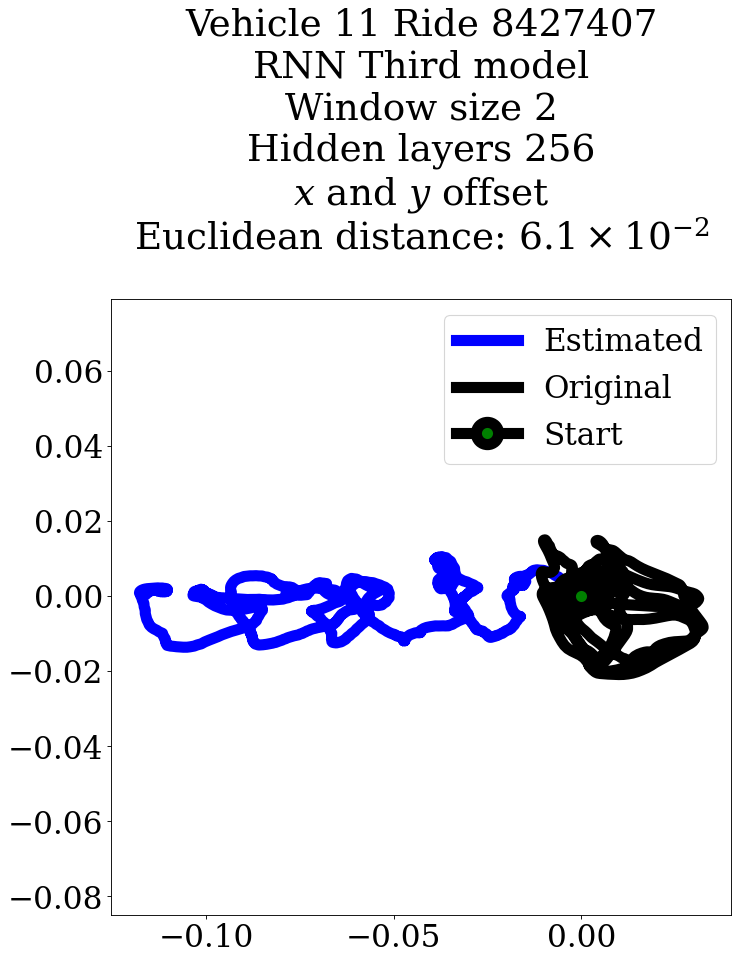 Vehicle 11 Ride 8427407
RNN Third model
Window size 2
Hidden layers 256
x and y offset
Euclidean distance: 6.1 × 10⁻²
Estimated
Original
Start
0.06
0.04
0.02
0.00
−0.02
−0.04
−0.06
−0.08
−0.10 −0.05 0.00